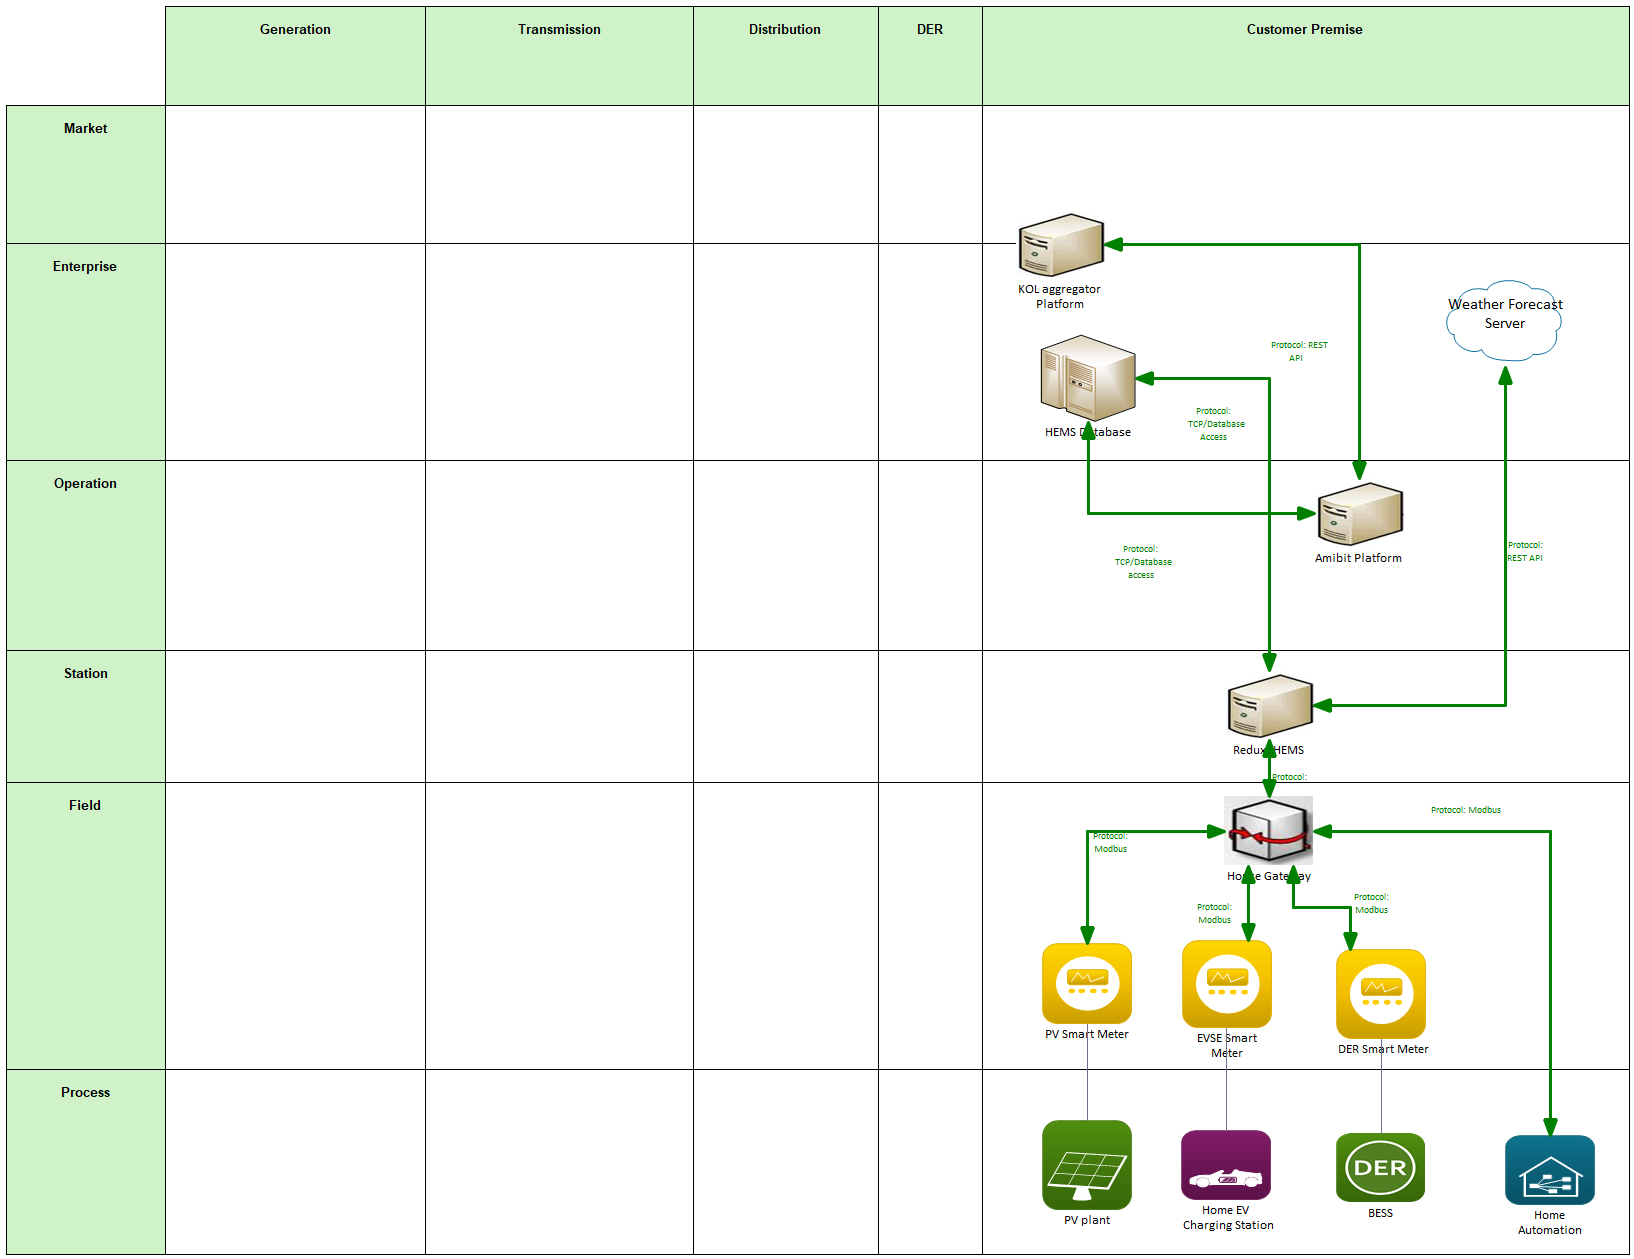 Generation
Transmission
Distribution
DER
Customer Premise
Market
Enterprise
KOL aggregator
Platform
Weather Forecast
Server
Protocol: REST
API
HEMS Database
Protocol:
TCP/Database
Access
Operation
Amibit Platform
Protocol:
TCP/Database
access
Protocol:
REST API
Station
Redux HEMS
Protocol:
Field
Protocol: Modbus
Protocol:
Modbus
Home Gateway
Protocol:
Modbus
Protocol:
Modbus
PV Smart Meter
EVSE Smart
Meter
DER Smart Meter
Process
DER
PV plant
Home EV
Charging Station
BESS
Home
Automation